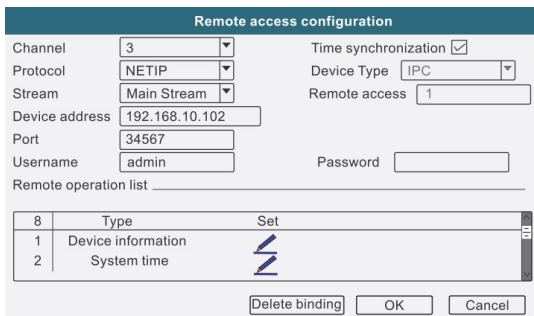 Remote access configuration
Channel 3 Time synchronization
Protocol NETIP Device Type IPC
Stream Main Stream Remote access 1
Device address 192.168.10.102
Port 34567
Username admin Password
Remote operation list
8 Type Set
1 Device information
2 System time
Delete binding OK Cancel